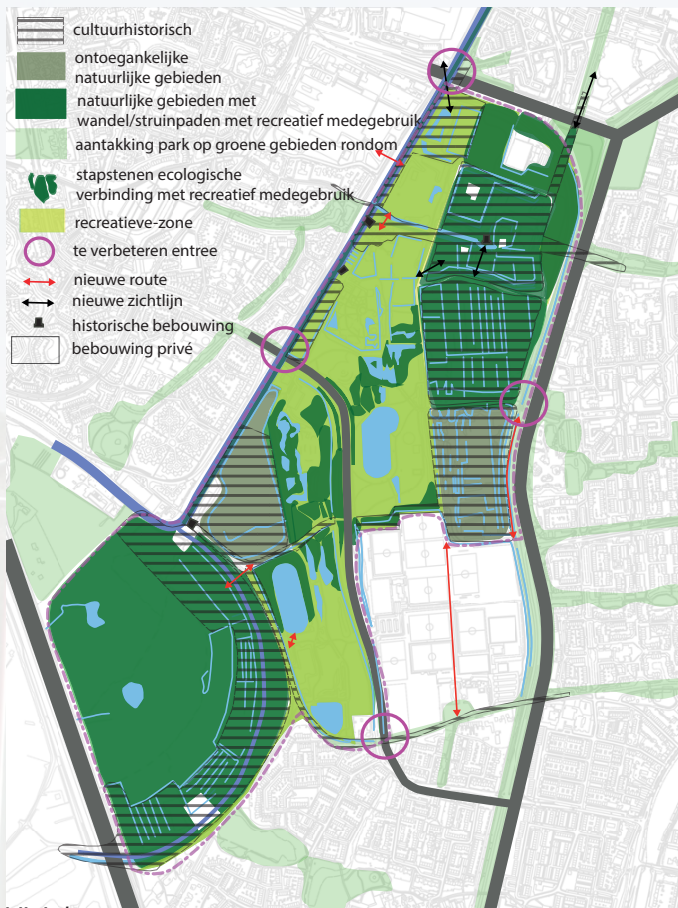 cultuurhistorisch
ontoegankelijke
natuurlijke gebieden
natuurlijke gebieden met
wandel/struinpaden met recreatief medegebruik
aantakking park op groene gebieden rondom
stapstenen ecologische
verbinding met recreatief medegebruik
recreatieve-zone
te verbeteren entree
nieuwe route
nieuwe zichtlijn
historische bebouwing
bebouwing privé